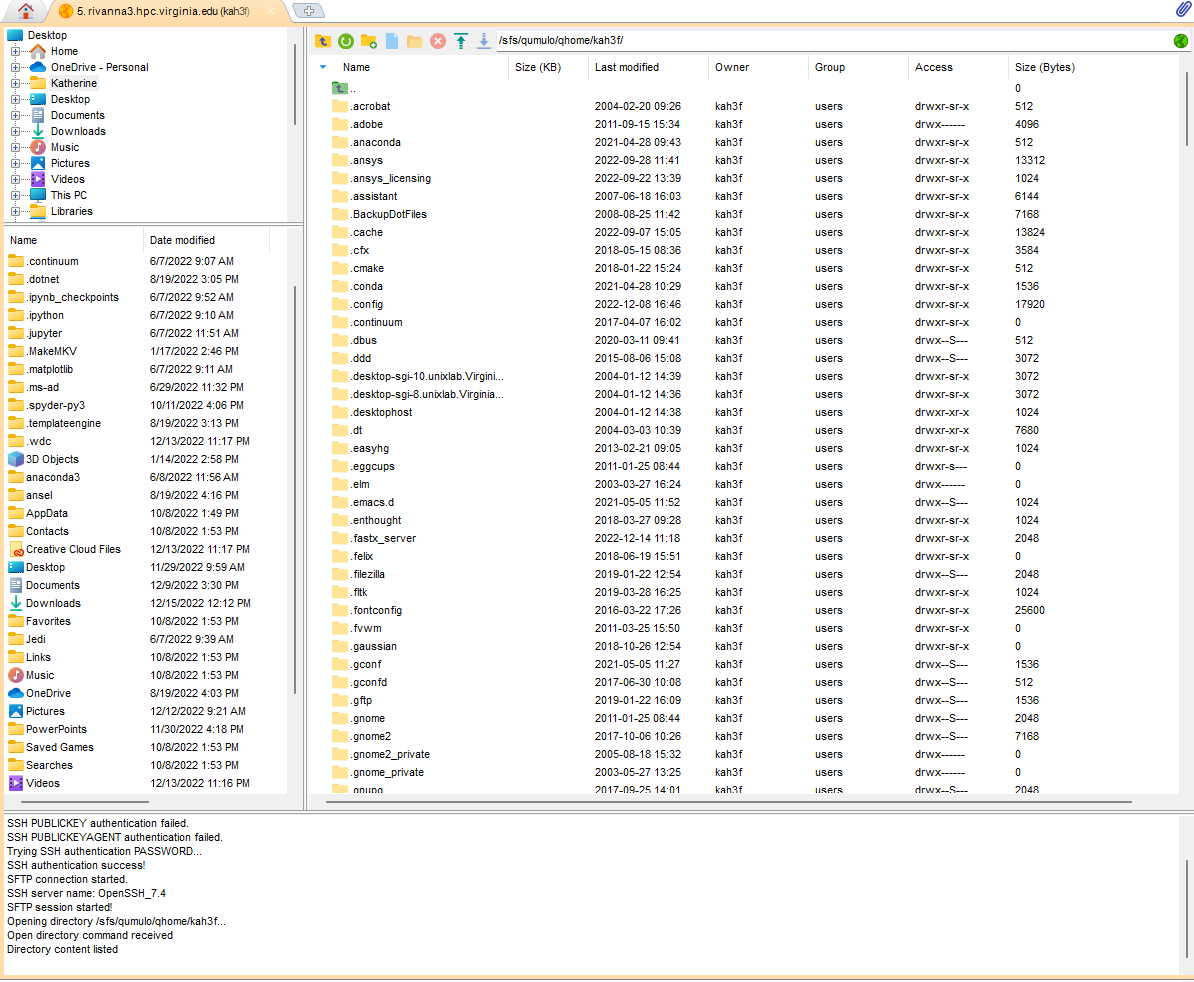 5. rivanna3.hpc.virginia.edu (kah3f)
Desktop
Home
OneDrive - Personal
Katherine
Desktop
Documents
Downloads
Music
Pictures
Videos
This PC
Libraries
Name Date modified
.continuum 6/7/2022 9:07 AM
.dotnet 8/19/2022 3:05 PM
.ipynb_checkpoints 6/7/2022 9:52 AM
.ipython 6/7/2022 9:10 AM
.jupyter 6/7/2022 11:51 AM
.MakeMKV 1/17/2022 2:46 PM
.matplotlib 6/7/2022 9:11 AM
.ms-ad 6/29/2022 11:32 PM
.spyder-py3 10/11/2022 4:06 PM
.templateengine 8/19/2022 3:13 PM
.wdc 12/13/2022 11:17 PM
3D Objects 1/14/2022 2:58 PM
anaconda3 6/8/2022 11:56 AM
ansel 8/19/2022 4:16 PM
AppData 10/8/2022 1:49 PM
Contacts 10/8/2022 1:53 PM
Creative Cloud Files 12/13/2022 11:17 PM
Desktop 11/29/2022 9:59 AM
Documents 12/9/2022 3:30 PM
Downloads 12/15/2022 12:12 PM
Favorites 10/8/2022 1:53 PM
Jedi 6/7/2022 9:39 AM
Links 10/8/2022 1:53 PM
Music 10/8/2022 1:53 PM
OneDrive 8/19/2022 4:03 PM
Pictures 12/12/2022 9:21 AM
PowerPoints 11/30/2022 4:18 PM
Saved Games 10/8/2022 1:53 PM
Searches 10/8/2022 1:53 PM
Videos 12/13/2022 11:16 PM
/sfs/qumulo/qhome/kah3f/
Name Size (KB) Last modified Owner Group Access Size (Bytes)
.. 0
.acrobat 2004-02-20 09:26 kah3f users drwxr-sr-x 512
.adobe 2011-09-15 15:34 kah3f users drwx------ 4096
.anaconda 2021-04-28 09:43 kah3f users drwxr-sr-x 512
.ansys 2022-09-28 11:41 kah3f users drwxr-sr-x 13312
.ansys_licensing 2022-09-22 13:39 kah3f users drwxr-sr-x 1024
.assistant 2007-06-18 16:03 kah3f users drwxr-sr-x 6144
.BackupDotFiles 2008-08-25 11:42 kah3f users drwxr-sr-x 7168
.cache 2022-09-07 15:05 kah3f users drwxr-sr-x 13824
.cfx 2018-05-15 08:36 kah3f users drwxr-sr-x 3584
.cmake 2018-01-22 15:24 kah3f users drwxr-sr-x 512
.conda 2021-04-28 10:29 kah3f users drwxr-sr-x 1536
.config 2022-12-08 16:46 kah3f users drwxr-sr-x 17920
.continuum 2017-04-07 16:02 kah3f users drwxr-sr-x 0
.dbus 2020-03-11 09:41 kah3f users drwx--S--- 512
.ddd 2015-08-06 15:08 kah3f users drwx--S--- 3072
.desktop-sgi-10.unixlab.Virgini... 2004-01-12 14:39 kah3f users drwxr-sr-x 3072
.desktop-sgi-8.unixlab.Virginia... 2004-01-12 14:36 kah3f users drwxr-sr-x 3072
.desktophost 2004-01-12 14:38 kah3f users drwxr-xr-x 1024
.dt 2004-03-03 10:39 kah3f users drwxr-xr-x 7680
.easyhg 2013-02-21 09:05 kah3f users drwxr-sr-x 1024
.eggcups 2011-01-25 08:44 kah3f users drwxr-s--- 0
.elm 2003-03-27 16:24 kah3f users drwx------ 0
.emacs.d 2021-05-05 11:52 kah3f users drwx--S--- 1024
.enthought 2018-03-27 09:28 kah3f users drwxr-sr-x 1024
.fastx_server 2022-12-14 11:18 kah3f users drwxr-sr-x 2048
.felix 2018-06-19 15:51 kah3f users drwxr-sr-x 0
.filezilla 2019-01-22 12:54 kah3f users drwx--S--- 2048
.fltk 2019-03-28 16:25 kah3f users drwxr-sr-x 1024
.fontconfig 2016-03-22 17:26 kah3f users drwxr-sr-x 25600
.fvwm 2011-03-25 15:50 kah3f users drwxr-sr-x 0
.gaussian 2018-10-26 12:54 kah3f users drwxr-sr-x 0
.gconf 2021-05-05 11:27 kah3f users drwx--S--- 1536
.gconfd 2017-06-30 10:08 kah3f users drwx--S--- 512
.gftp 2019-01-22 16:09 kah3f users drwx--S--- 1536
.gnome 2011-01-25 08:44 kah3f users drwx--S--- 2048
.gnome2 2017-10-06 10:26 kah3f users drwx--S--- 7168
.gnome2_private 2005-08-18 15:32 kah3f users drwx------ 0
.gnome_private 2003-05-27 13:25 kah3f users drwx------ 0
.gnupg 2017-09-25 14:01 kah3f users drwx--S--- 2048
SSH PUBLICKEY authentication failed.
SSH PUBLICKEYAGENT authentication failed.
Trying SSH authentication PASSWORD...
SSH authentication success!
SFTP connection started.
SSH server name: OpenSSH_7.4
SFTP session started!
Opening directory /sfs/qumulo/qhome/kah3f...
Open directory command received
Directory content listed